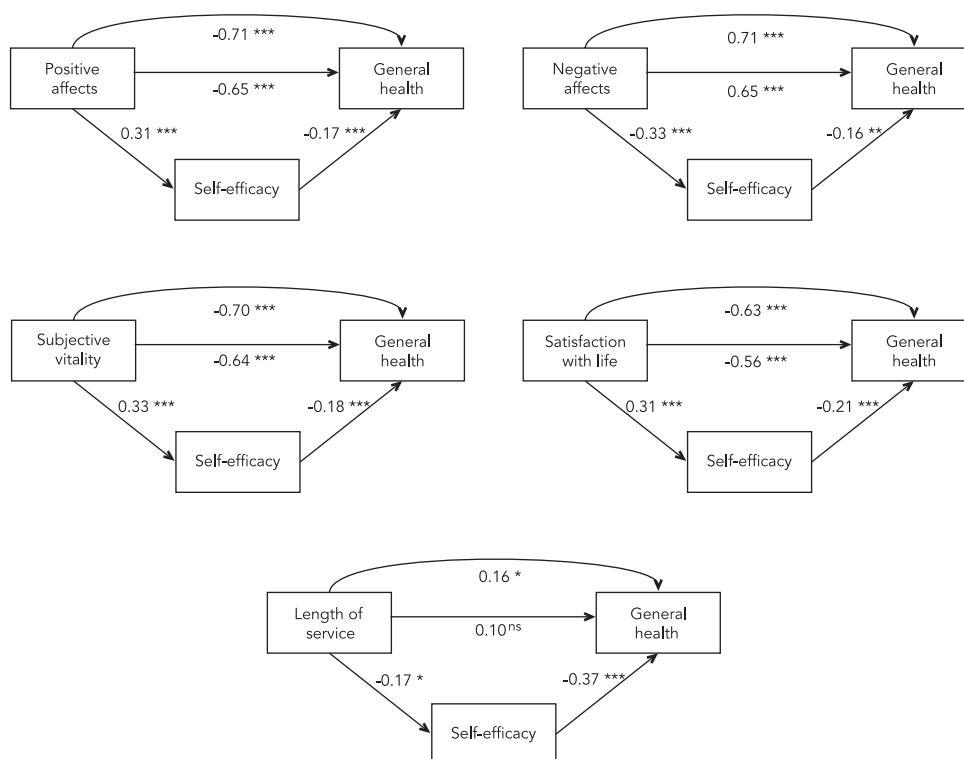 -0.71 ***
Positive
affects
General
health
-0.65 ***
0.31 ***
-0.17 ***
Self-efficacy
0.71 ***
Negative
affects
General
health
0.65 ***
-0.33 ***
-0.16 **
Self-efficacy
-0.70 ***
Subjective
vitality
General
health
-0.64 ***
0.33 ***
-0.18 ***
Self-efficacy
-0.63 ***
Satisfaction
with life
General
health
-0.56 ***
0.31 ***
-0.21 ***
Self-efficacy
0.16 *
Length of
service
General
health
0.10 ns
-0.17 *
-0.37 ***
Self-efficacy